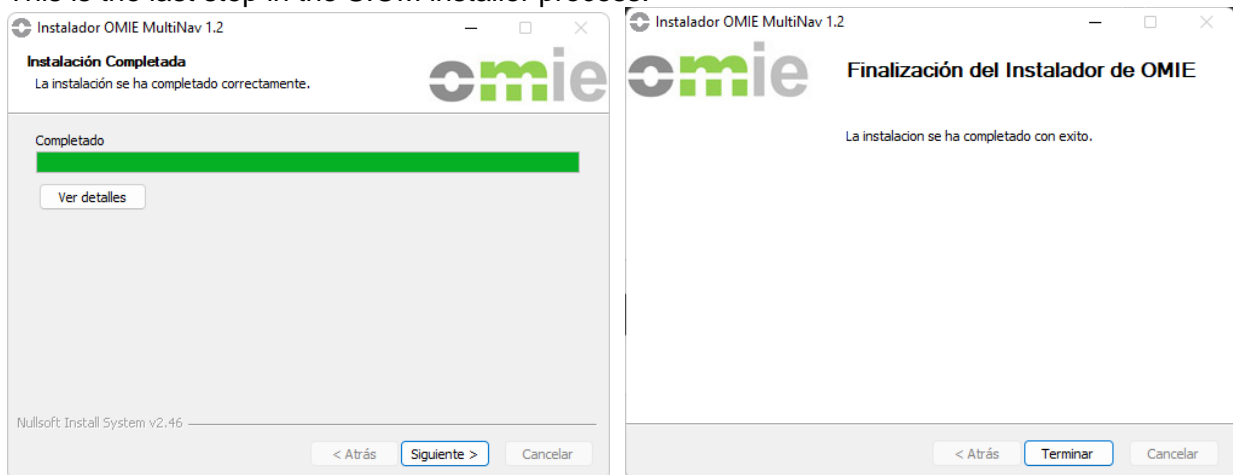 Instalador OMIE MultiNav 1.2
Instalación Completada
La instalación se ha completado correctamente.
omie
Completado
Ver detalles
Nullsoft Install System v2.46
< Atrás
Siguiente >
Cancelar
Instalador OMIE MultiNav 1.2
omie
Finalización del Instalador de OMIE
La instalacion se ha completado con exito.
< Atrás
Terminar
Cancelar